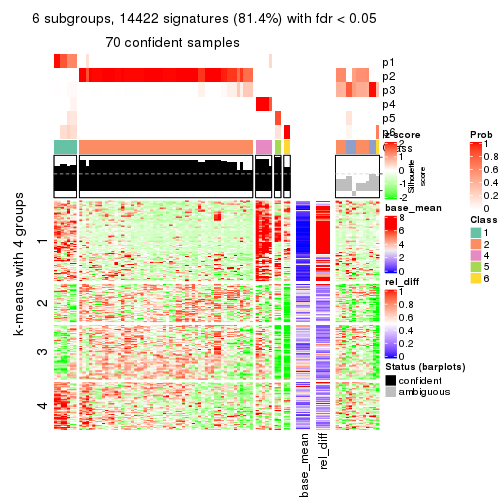 6 subgroups, 14422 signatures (81.4%) with fdr < 0.05
70 confident samples
p1
p2
p3
p4
p5
p6
Class
z-score
2
1
0
-1
-2
Silhouette
score
base_mean
8
6
4
2
0
rel_diff
1
0.8
0.6
0.4
0.2
0
Status (barplots)
confident
ambiguous
Prob
1
0.8
0.6
0.4
0.2
0
Class
1
2
4
5
6
k-means with 4 groups
1
2
3
4
base_mean
rel_diff